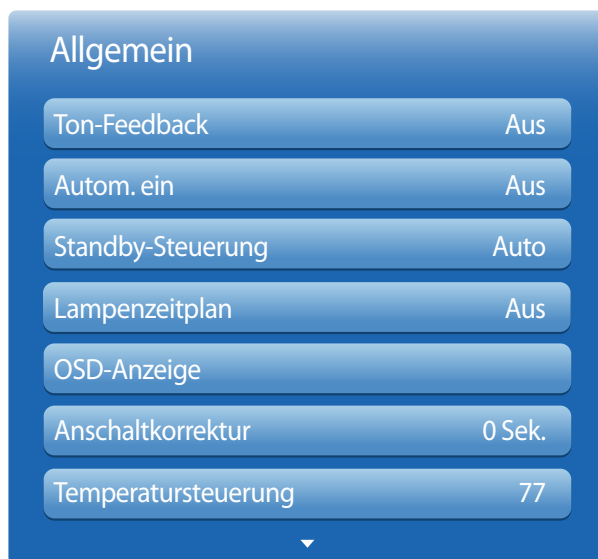 Allgemein
Ton-Feedback Aus
Autom. ein Aus
Standby-Steuerung Auto
Lampenzeitplan Aus
OSD-Anzeige
Anschaltkorrektur 0 Sek.
Temperatursteuerung 77